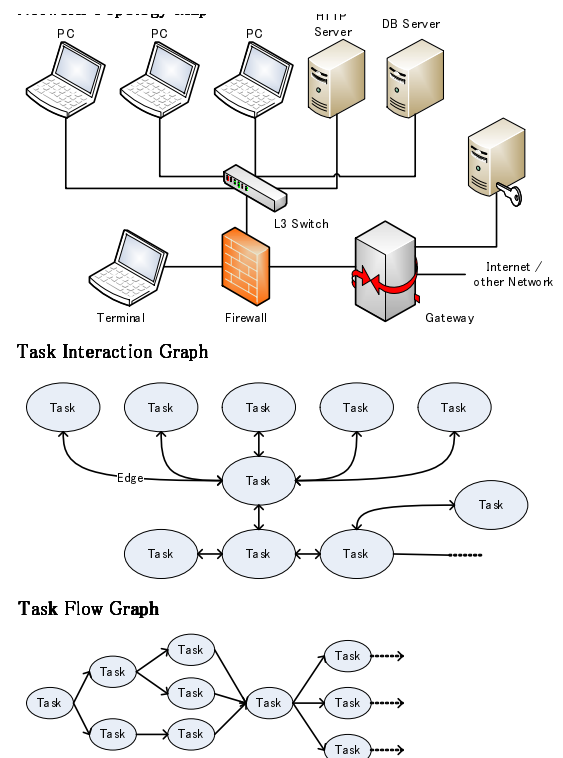 PC
PC
PC
HTTP
Server
DB Server
L3 Switch
Internet /
other Network
Terminal
Firewall
Gateway
Task Interaction Graph
Task
Task
Task
Task
Task
Edge
Task
Task
Task
Task
Task
Task Flow Graph
Task
Task
Task
Task
Task
Task
Task
Task
Task
Task
Task